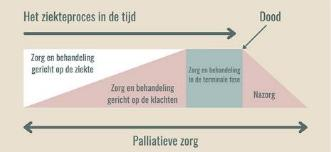 Het ziekteproces in de tijd
Dood
Zorg en behandeling
gericht op de ziekte
Zorg en behandeling
gericht op de klachten
Zorg en behandeling
in de terminale fase
Nazorg
Palliatieve zorg